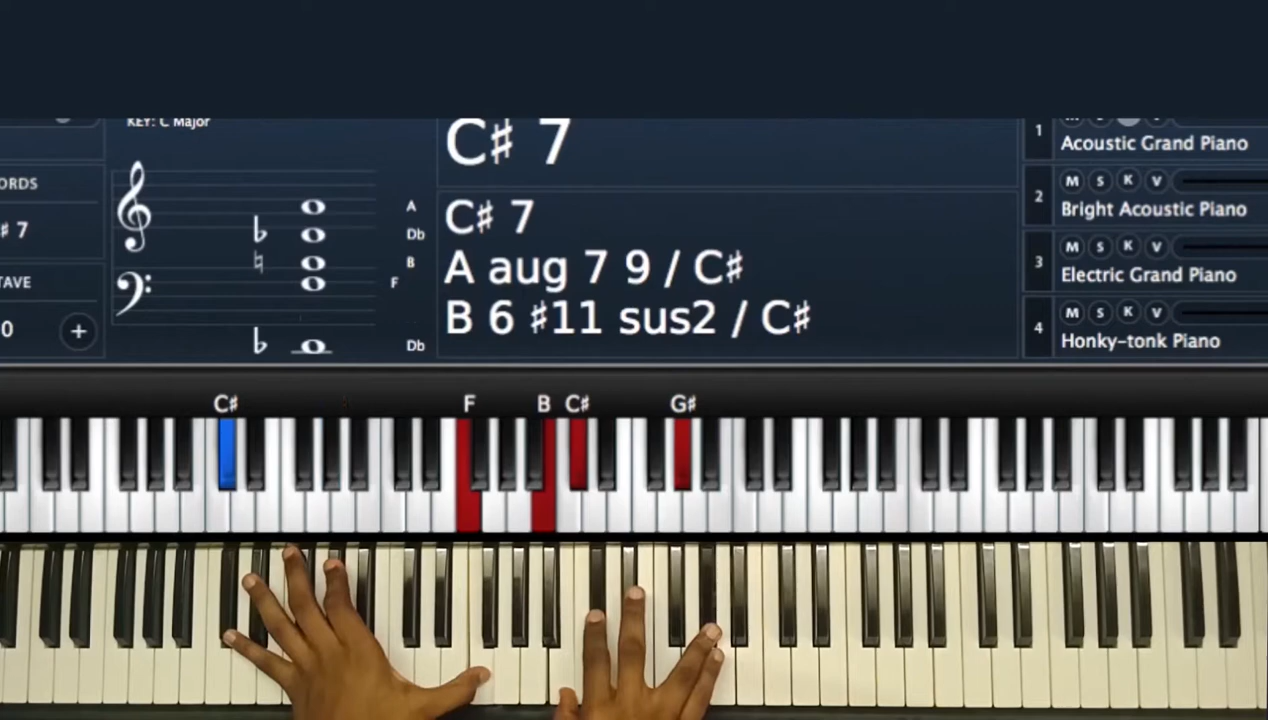 KEY: C Major
C♯ 7
1
Acoustic Grand Piano
ORDS
♯ 7
C♯ 7
A aug 7 9 / C♯
B 6 ♯11 sus2 / C♯
A
Db
B
F
Db
M S K V
2
Bright Acoustic Piano
M S K V
3
Electric Grand Piano
TAVE
0 +
M S K V
4
Honky-tonk Piano
C♯ F B C♯ G♯